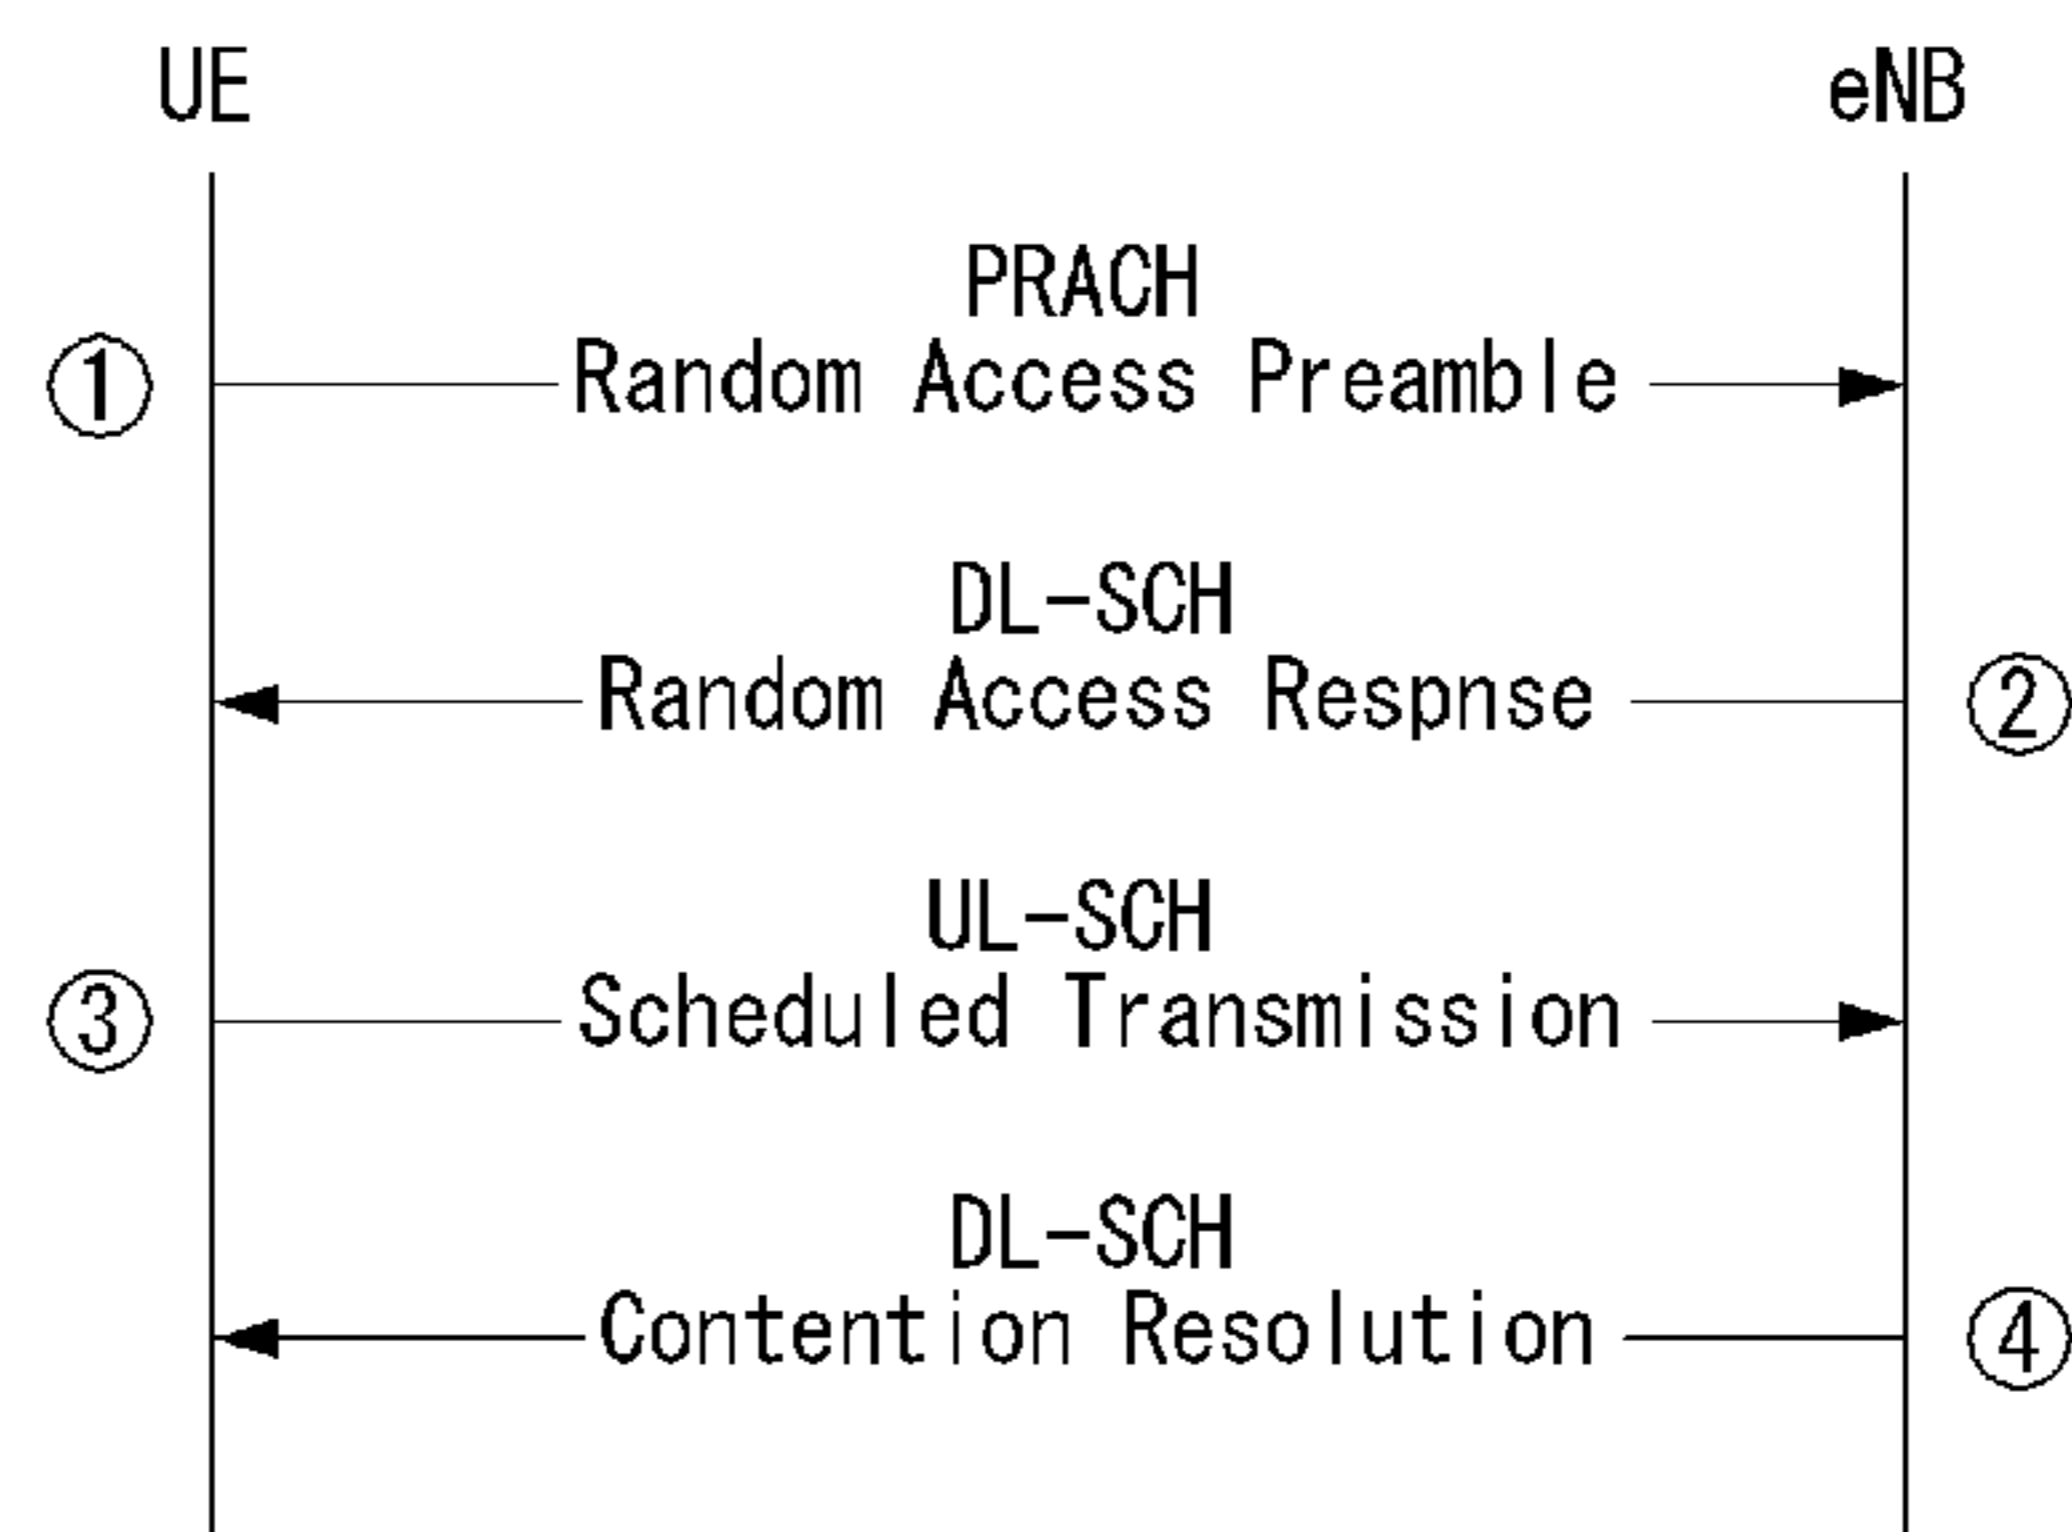 UE
eNB
PRACH
① Random Access Preamble
DL-SCH
Random Access Respnse ②
UL-SCH
③ Scheduled Transmission
DL-SCH
Contention Resolution ④